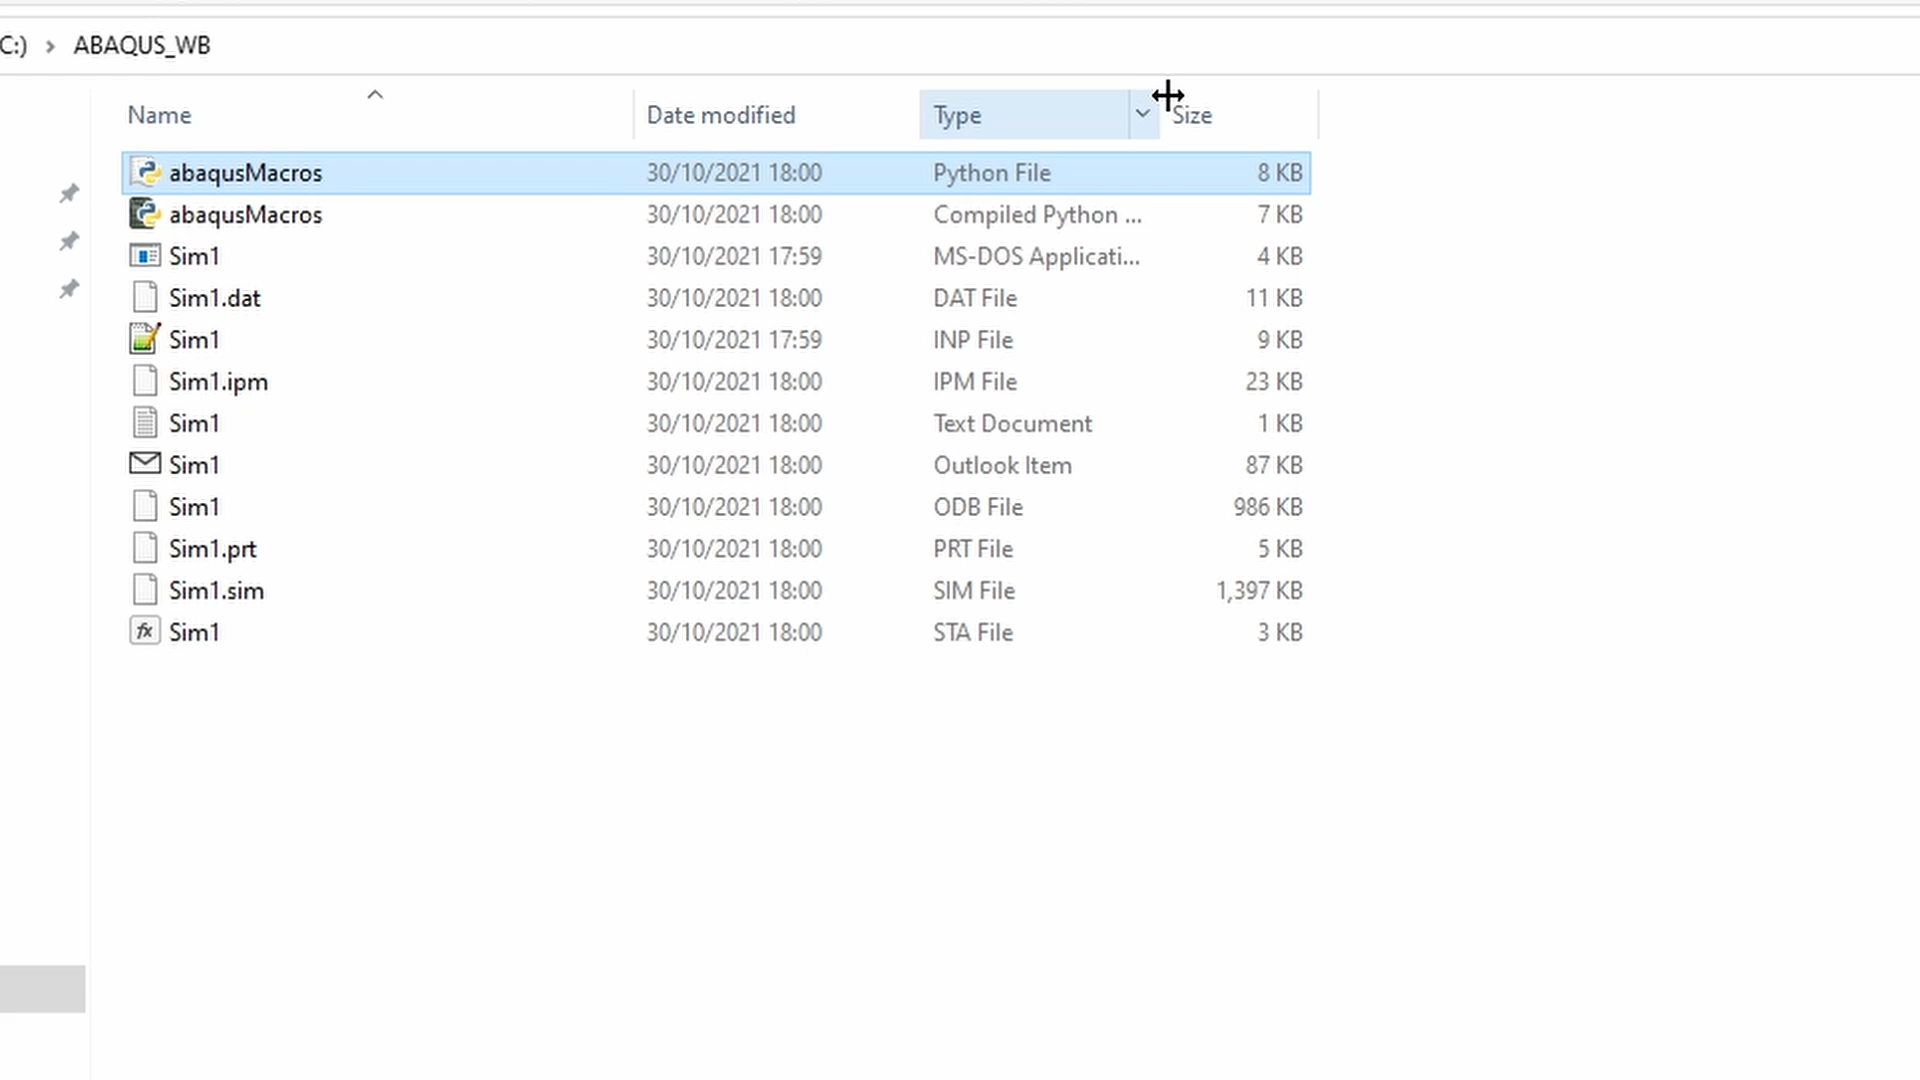 C:) > ABAQUS_WB
Name Date modified Type Size
abaqusMacros 30/10/2021 18:00 Python File 8 KB
abaqusMacros 30/10/2021 18:00 Compiled Python ... 7 KB
Sim1 30/10/2021 17:59 MS-DOS Applicati... 4 KB
Sim1.dat 30/10/2021 18:00 DAT File 11 KB
Sim1 30/10/2021 17:59 INP File 9 KB
Sim1.ipm 30/10/2021 18:00 IPM File 23 KB
Sim1 30/10/2021 18:00 Text Document 1 KB
Sim1 30/10/2021 18:00 Outlook Item 87 KB
Sim1 30/10/2021 18:00 ODB File 986 KB
Sim1.prt 30/10/2021 18:00 PRT File 5 KB
Sim1.sim 30/10/2021 18:00 SIM File 1,397 KB
fx Sim1 30/10/2021 18:00 STA File 3 KB